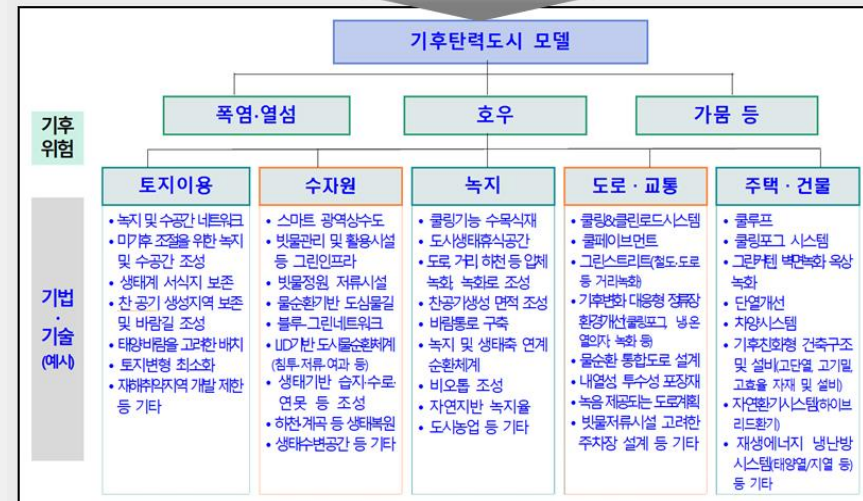 기후탄력도시 모델
기후
위험
폭염·열섬
호우
가뭄 등
기법
·
기술
(예시)
토지이용
• 녹지 및 수공간 네트워크
• 미기후 조절을 위한 녹지
및 수공간 조성
• 생태계 서식지 보존
• 찬 공기 생성지역 보존
및 바람길 조성
• 태양바람을 고려한 배치
• 토지변형 최소화
• 재해취약지역 개발 제한
등 기타
수자원
• 스마트 광역상수도
• 빗물관리 및 활용시설
등 그린인프라
• 빗물정원, 저류시설
• 물순환기반 도심물길
• 블루·그린네트워크
• LID기반 도시물순환체계
(침투·저류·여과 등)
• 생태기반 습지·수로·
연못 등 조성
• 하천·계곡 등 생태복원
• 생태수변공간 등 기타
녹지
• 쿨링기능 수목식재
• 도시생태휴식공간
• 도로, 거리, 하천 등 입체
녹화, 녹화로 조성
• 찬공기생성 면적 조성
• 바람통로 구축
• 녹지 및 생태축 연계
순환체계
• 비오톱 조성
• 자연지반 녹지율
• 도시농업 등 기타
도로·교통
• 쿨링&클린로드시스템
• 쿨페이브먼트
• 그린스트리트(철도·도로
등 거리녹화)
• 기후변화 대응형 정류장
환경개선(쿨링포그, 냉·온
열의자, 녹화 등)
• 물순환 통합도로 설계
• 내열성 투수성 포장재
• 녹음 제공되는 도로계획
• 빗물저류시설 고려한
주차장 설계 등 기타
주택·건물
• 쿨루프
• 쿨링포그 시스템
• 그린커텐, 벽면녹화, 옥상
녹화
• 단열개선
• 차양시스템
• 기후친화형 건축구조
및 설비(고단열, 고기밀,
고효율 자재 및 설비)
• 자연환기시스템(하이브
리드환기)
• 재생에너지 냉난방
시스템(태양열/지열 등)
등 기타